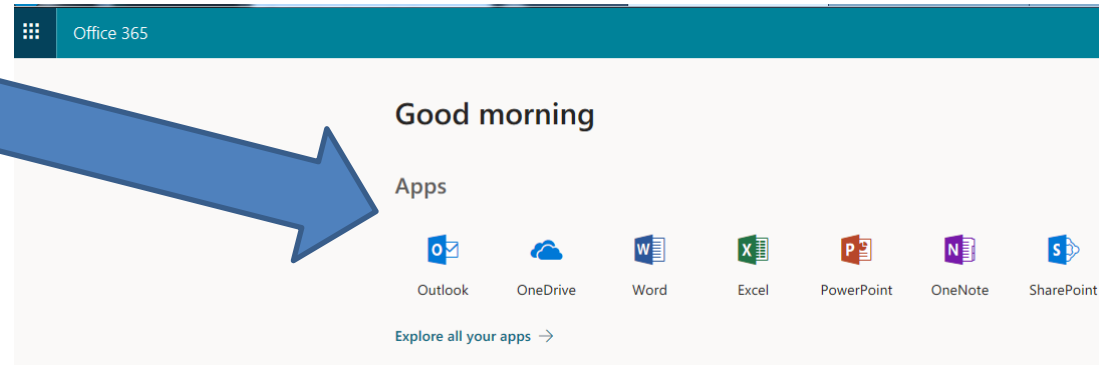 Office 365
Good morning
Apps
Outlook OneDrive Word Excel PowerPoint OneNote SharePoint
Explore all your apps →